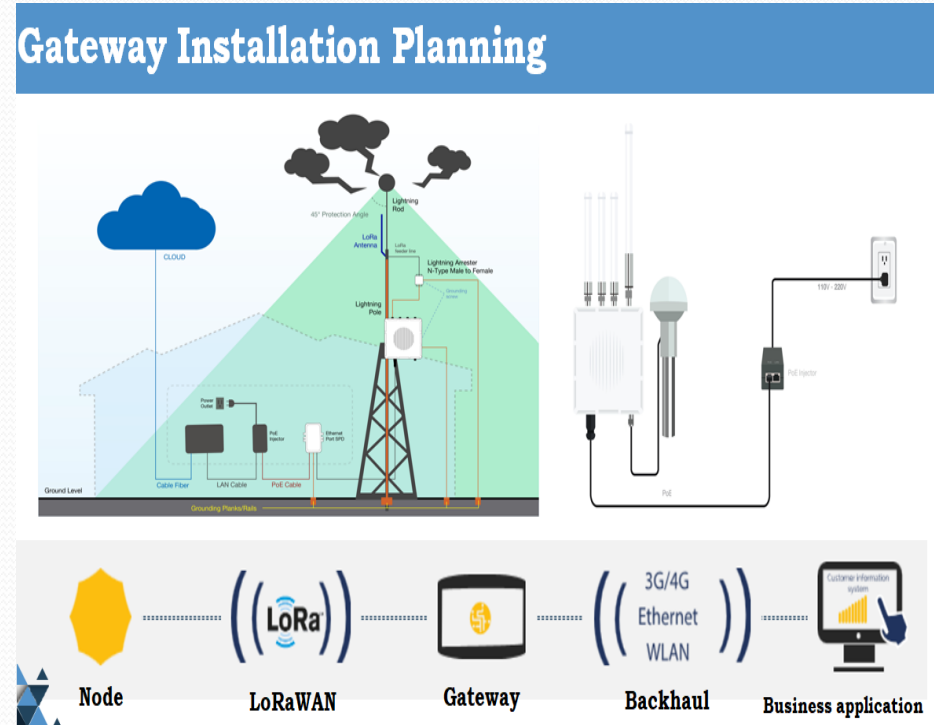 Gateway Installation Planning
Lightning
Rod
45° Protection Angle
LoRa
Antenna
LoRa
feeder line
CLOUD
Lightning Arrester
N-Type Male to Female
Grounding
Lightning
Pole
110V - 220V
PoE Injector
Power
Outlet
PoE
Injector
Ethernet
Port SPD
Cable Fiber
LAN Cable
PoE Cable
PoE
Ground Level
Grounding Planks/Rails
LoRa
3G/4G
Ethernet
WLAN
Customer information
system
Node
LoRaWAN
Gateway
Backhaul
Business application